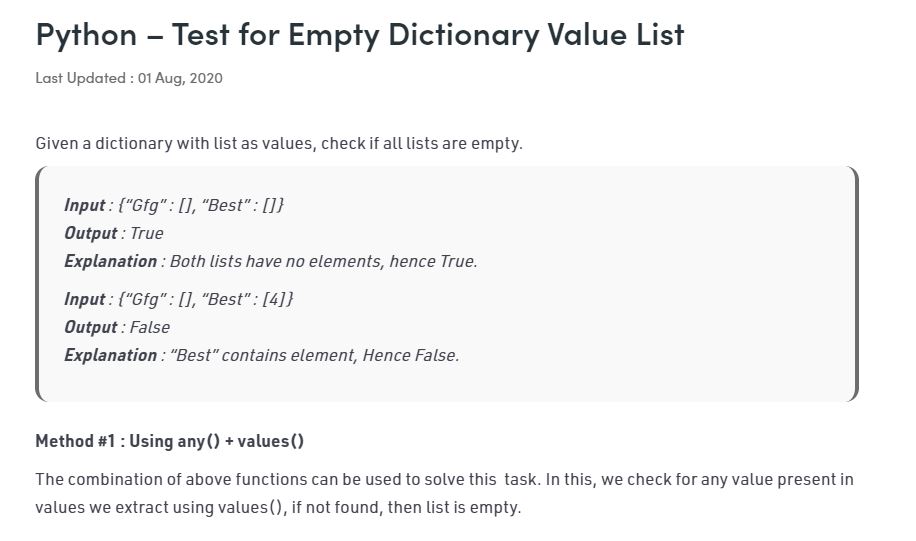 Python – Test for Empty Dictionary Value List
Last Updated : 01 Aug, 2020
Given a dictionary with list as values, check if all lists are empty.
Input : {“Gfg” : [], “Best” : []}
Output : True
Explanation : Both lists have no elements, hence True.
Input : {“Gfg” : [], “Best” : [4]}
Output : False
Explanation : “Best” contains element, Hence False.
Method #1 : Using any() + values()
The combination of above functions can be used to solve this  task. In this, we check for any value present in
values we extract using values(), if not found, then list is empty.